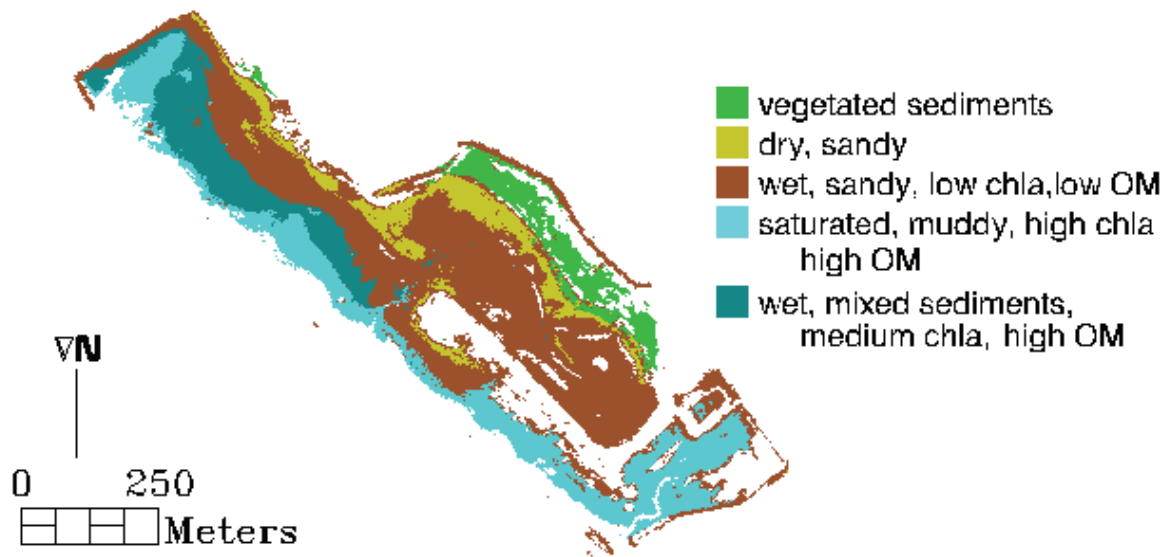 vegetated sediments
dry, sandy
wet, sandy, low chla,low OM
saturated, muddy, high chla
high OM
wet, mixed sediments,
medium chla, high OM
▽N
0 250
Meters